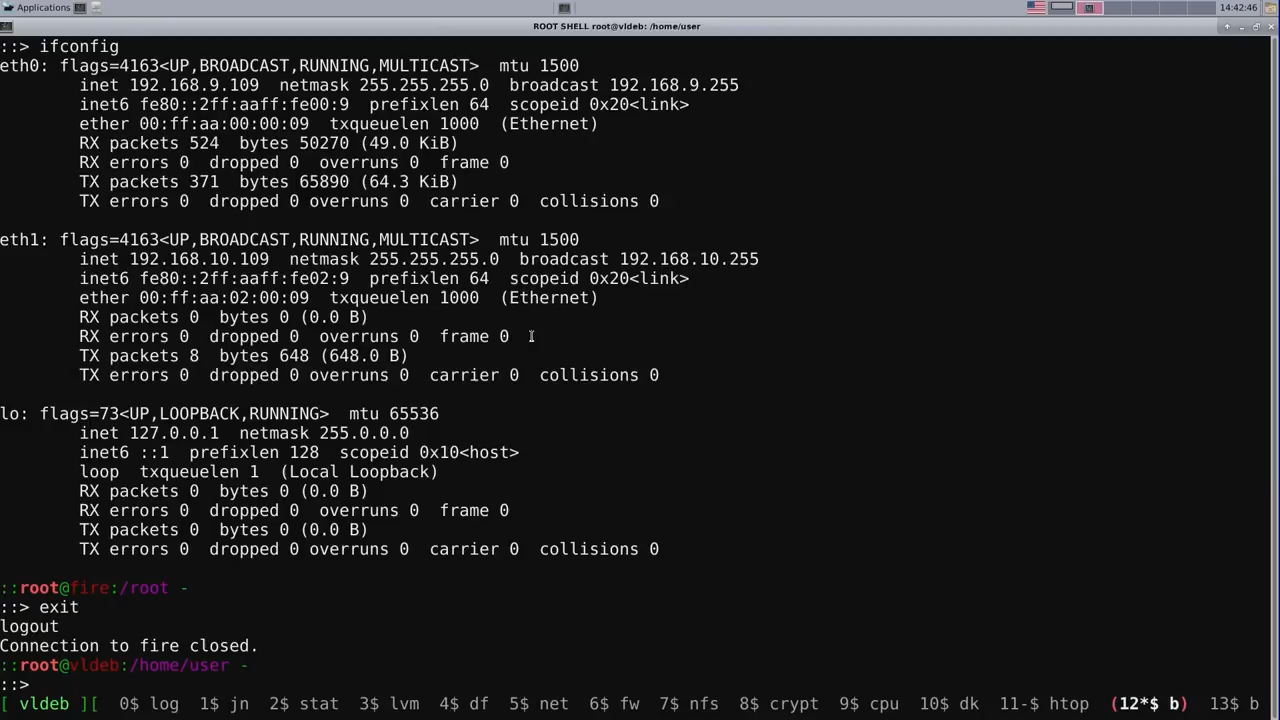 Applications
14:42:46
ROOT SHELL root@vldeb: /home/user
::> ifconfig
eth0: flags=4163<UP,BROADCAST,RUNNING,MULTICAST>  mtu 1500
        inet 192.168.9.109  netmask 255.255.255.0  broadcast 192.168.9.255
        inet6 fe80::2ff:aaff:fe00:9  prefixlen 64  scopeid 0x20<link>
        ether 00:ff:aa:00:00:09  txqueuelen 1000  (Ethernet)
        RX packets 524  bytes 50270 (49.0 KiB)
        RX errors 0  dropped 0  overruns 0  frame 0
        TX packets 371  bytes 65890 (64.3 KiB)
        TX errors 0  dropped 0 overruns 0  carrier 0  collisions 0
eth1: flags=4163<UP,BROADCAST,RUNNING,MULTICAST>  mtu 1500
        inet 192.168.10.109  netmask 255.255.255.0  broadcast 192.168.10.255
        inet6 fe80::2ff:aaff:fe02:9  prefixlen 64  scopeid 0x20<link>
        ether 00:ff:aa:02:00:09  txqueuelen 1000  (Ethernet)
        RX packets 0  bytes 0 (0.0 B)
        RX errors 0  dropped 0  overruns 0  frame 0
        TX packets 8  bytes 648 (648.0 B)
        TX errors 0  dropped 0 overruns 0  carrier 0  collisions 0
lo: flags=73<UP,LOOPBACK,RUNNING>  mtu 65536
        inet 127.0.0.1  netmask 255.0.0.0
        inet6 ::1  prefixlen 128  scopeid 0x10<host>
        loop  txqueuelen 1  (Local Loopback)
        RX packets 0  bytes 0 (0.0 B)
        RX errors 0  dropped 0  overruns 0  frame 0
        TX packets 0  bytes 0 (0.0 B)
        TX errors 0  dropped 0 overruns 0  carrier 0  collisions 0
::root@fire:/root -
::> exit
logout
Connection to fire closed.
::root@vldeb:/home/user -
::>
[ vldeb ][  0$ log  1$ jn  2$ stat  3$ lvm  4$ df  5$ net  6$ fw  7$ nfs  8$ crypt  9$ cpu  10$ dk  11-$ htop  (12*$ b)  13$ b